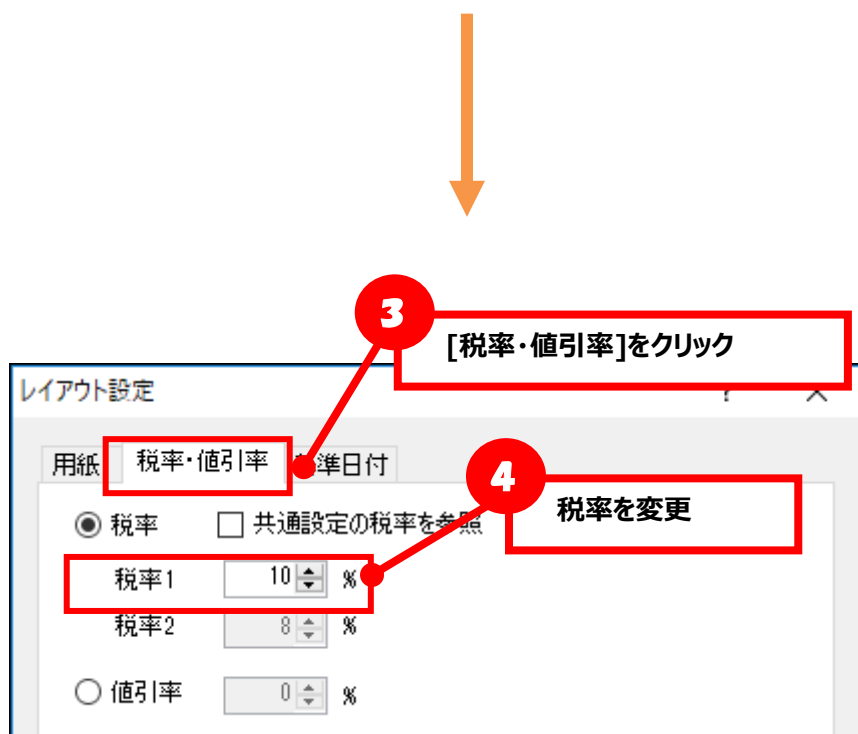 3
[税率・値引率]をクリック
レイアウト設定
用紙 税率・値引率 準日付
4
税率を変更
税率 共通設定の税率を参照
税率1 10 %
税率2 8 %
値引率 0 %